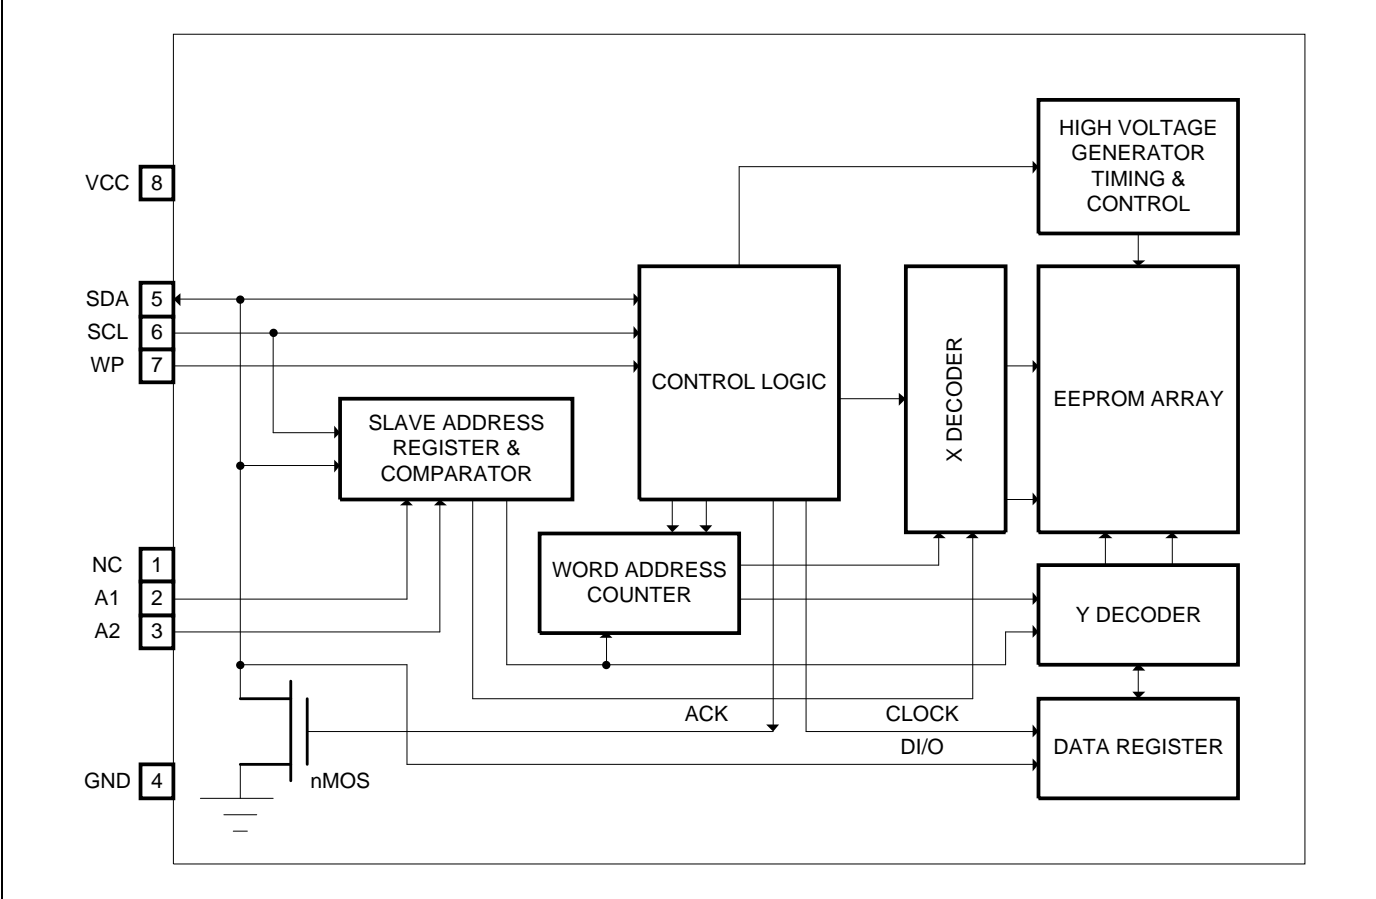 HIGH VOLTAGE
GENERATOR
TIMING &
CONTROL
VCC 8
SDA 5
SCL 6
WP 7
CONTROL LOGIC
X DECODER
EEPROM ARRAY
SLAVE ADDRESS
REGISTER &
COMPARATOR
NC 1
A1 2
A2 3
WORD ADDRESS
COUNTER
Y DECODER
ACK
CLOCK
DI/O
DATA REGISTER
GND 4
nMOS